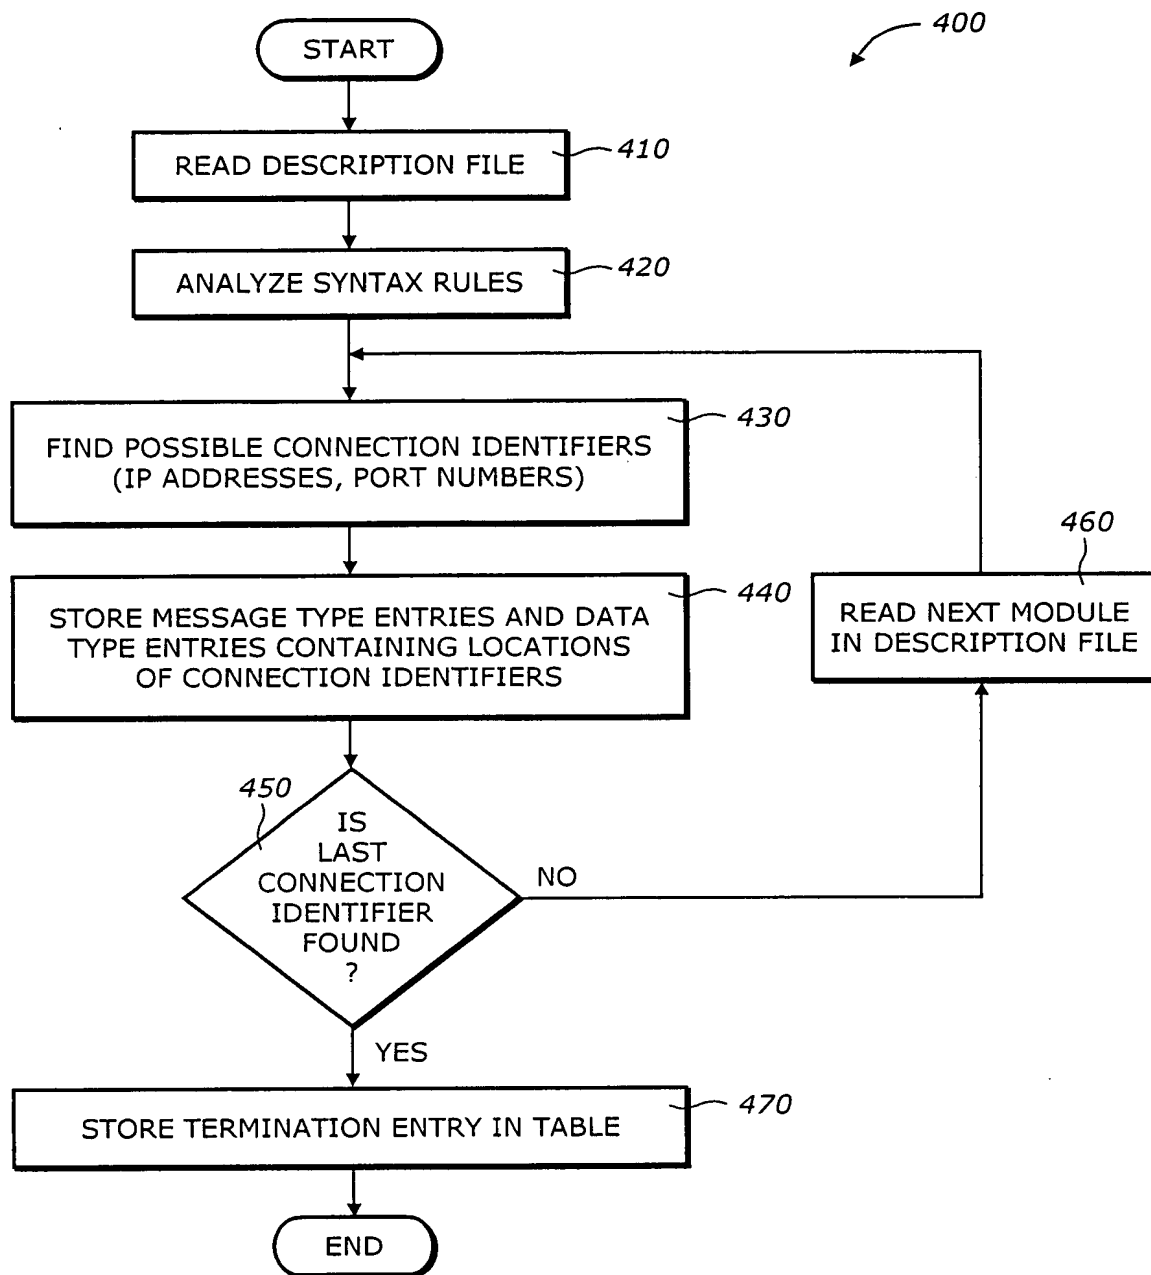 400
START
READ DESCRIPTION FILE
410
ANALYZE SYNTAX RULES
420
FIND POSSIBLE CONNECTION IDENTIFIERS
(IP ADDRESSES, PORT NUMBERS)
430
STORE MESSAGE TYPE ENTRIES AND DATA
TYPE ENTRIES CONTAINING LOCATIONS
OF CONNECTION IDENTIFIERS
440
460
READ NEXT MODULE
IN DESCRIPTION FILE
450
IS
LAST
CONNECTION
IDENTIFIER
FOUND
?
NO
YES
STORE TERMINATION ENTRY IN TABLE
470
END